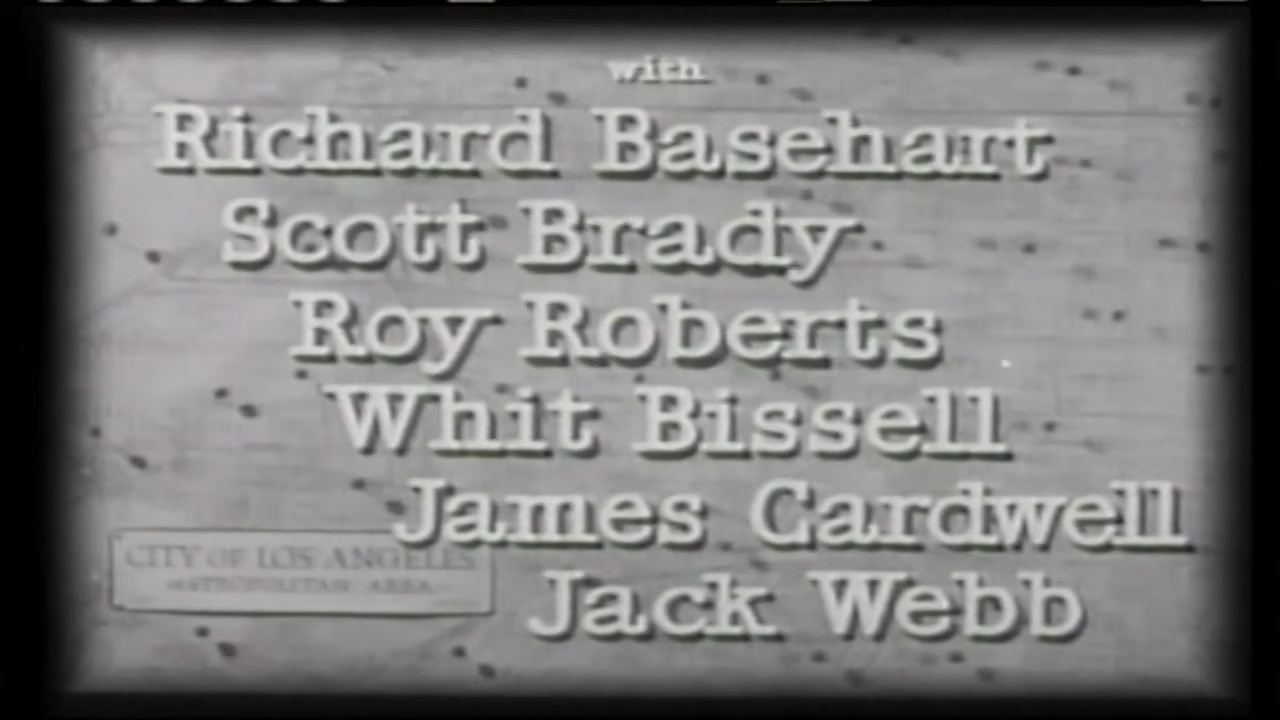 with
Richard Basehart
Scott Brady
Roy Roberts
Whit Bissell
James Cardwell
CITY OF LOS ANGELES
METROPOLITAN AREA
Jack Webb